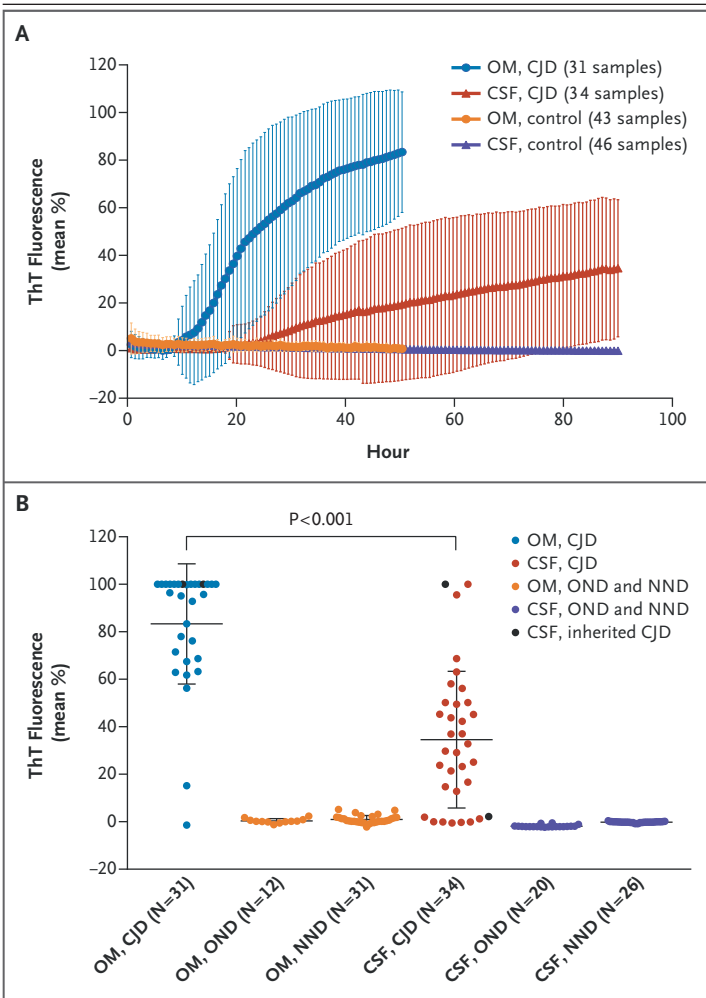 A
120
100
80
60
40
20
0
−20
ThT Fluorescence
(mean %)
OM, CJD (31 samples)
CSF, CJD (34 samples)
OM, control (43 samples)
CSF, control (46 samples)
0 20 40 60 80 100
Hour
B
P<0.001
120
100
80
60
40
20
0
−20
ThT Fluorescence
(mean %)
OM, CJD
CSF, CJD
OM, OND and NND
CSF, OND and NND
CSF, inherited CJD
OM, CJD (N=31)
OM, OND (N=12)
OM, NND (N=31)
CSF, CJD (N=34)
CSF, OND (N=20)
CSF, NND (N=26)